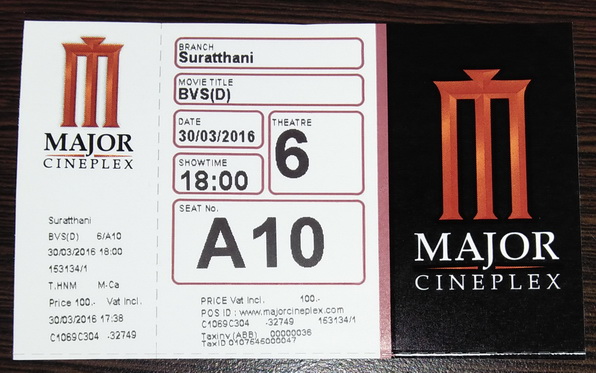 MAJOR
CINEPLEX
Suratthani
BVS(D) 6/A10
30/03/2016 18:00
153134/1
T.HNM M-Ca
Price 100.- Vat Incl.
30/03/2016 17:38
C1069C304 -32749
BRANCH
Suratthani
MOVIE TITLE
BVS(D)
DATE
30/03/2016
THEATRE
6
SHOWTIME
18:00
SEAT No.
A10
PRICE Vat Incl. 100.-
POS ID : www.majorcineplex.com
C1069C304 -32749 153134/1
Taxinv.(ABB) 00000036
TaxID 0107545000047
MAJOR
CINEPLEX